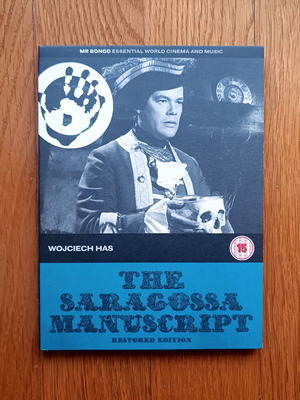 MR BONGO ESSENTIAL WORLD CINEMA AND MUSIC
WOJCIECH HAS
15
THE
SARAGOSSA
MANUSCRIPT
RESTORED EDITION